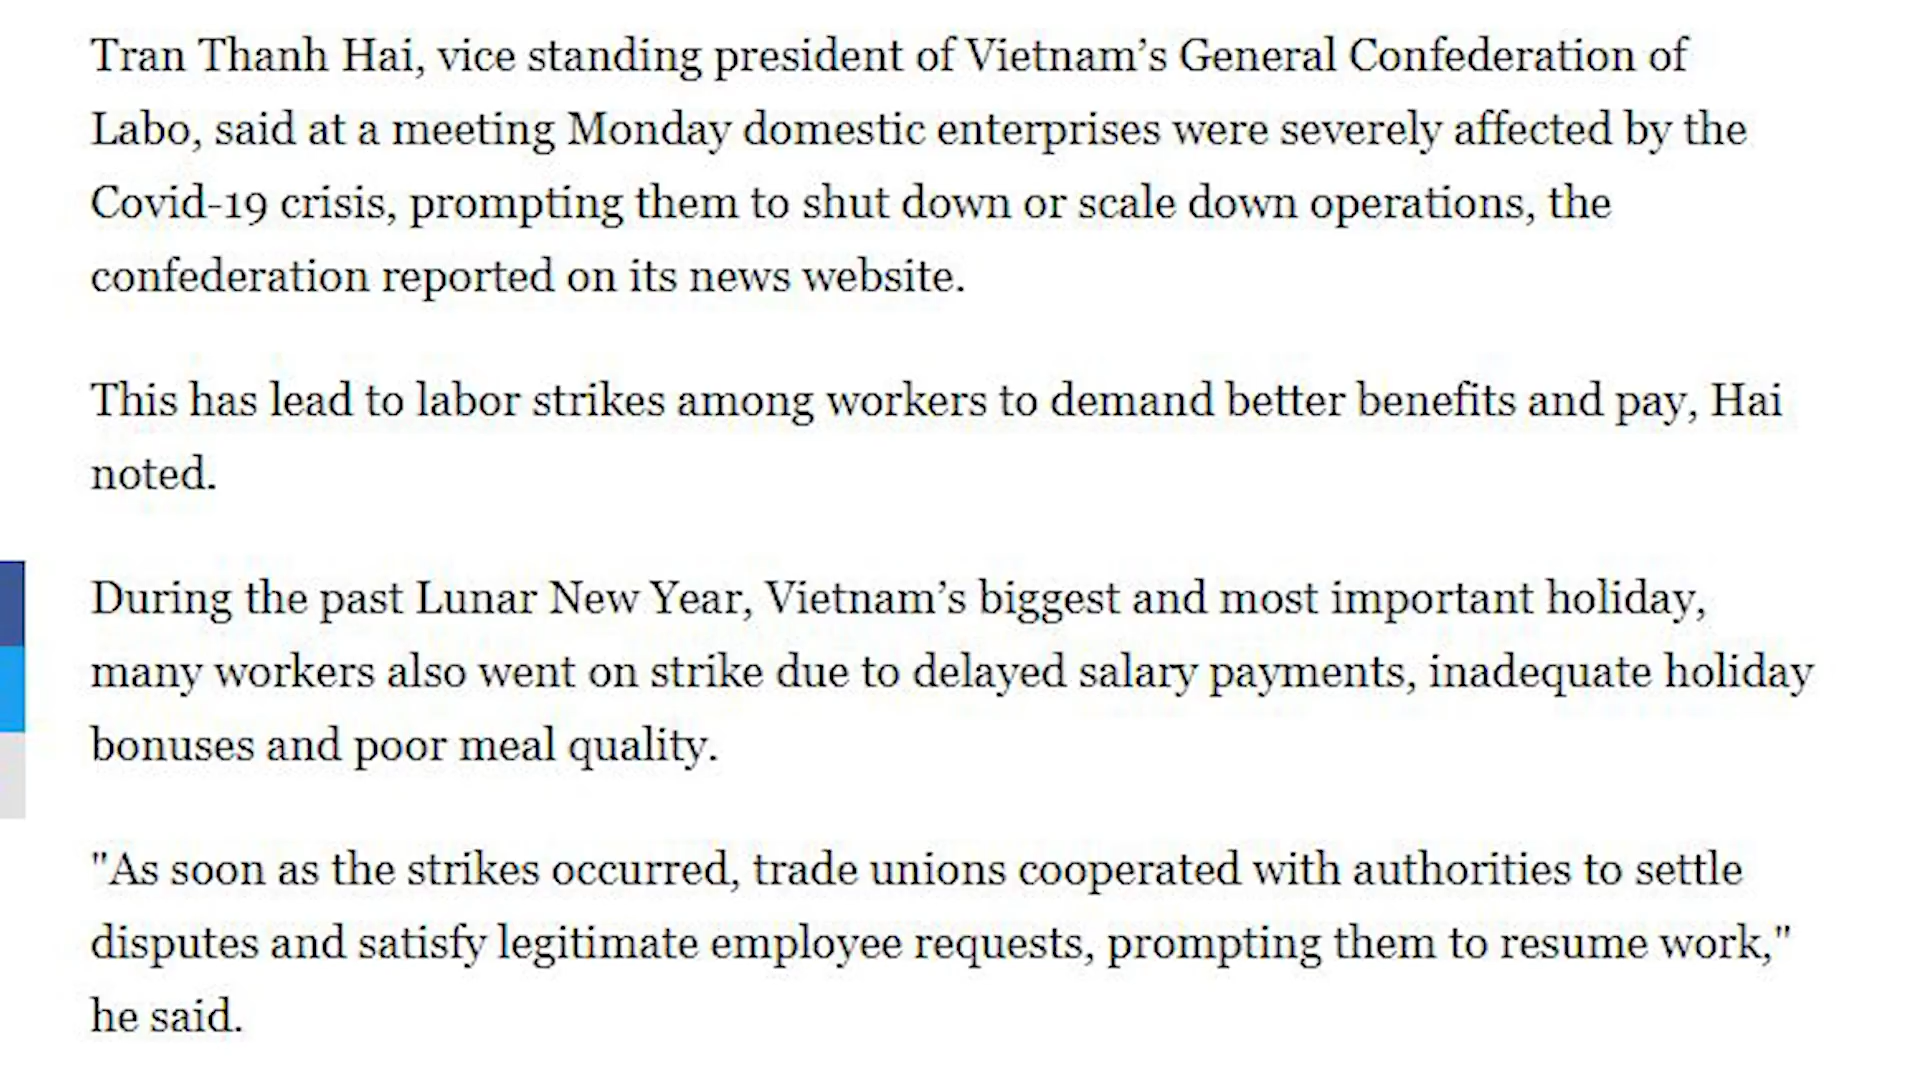 Tran Thanh Hai, vice standing president of Vietnam’s General Confederation of
Labo, said at a meeting Monday domestic enterprises were severely affected by the
Covid-19 crisis, prompting them to shut down or scale down operations, the
confederation reported on its news website.
This has lead to labor strikes among workers to demand better benefits and pay, Hai
noted.
During the past Lunar New Year, Vietnam’s biggest and most important holiday,
many workers also went on strike due to delayed salary payments, inadequate holiday
bonuses and poor meal quality.
"As soon as the strikes occurred, trade unions cooperated with authorities to settle
disputes and satisfy legitimate employee requests, prompting them to resume work,"
he said.